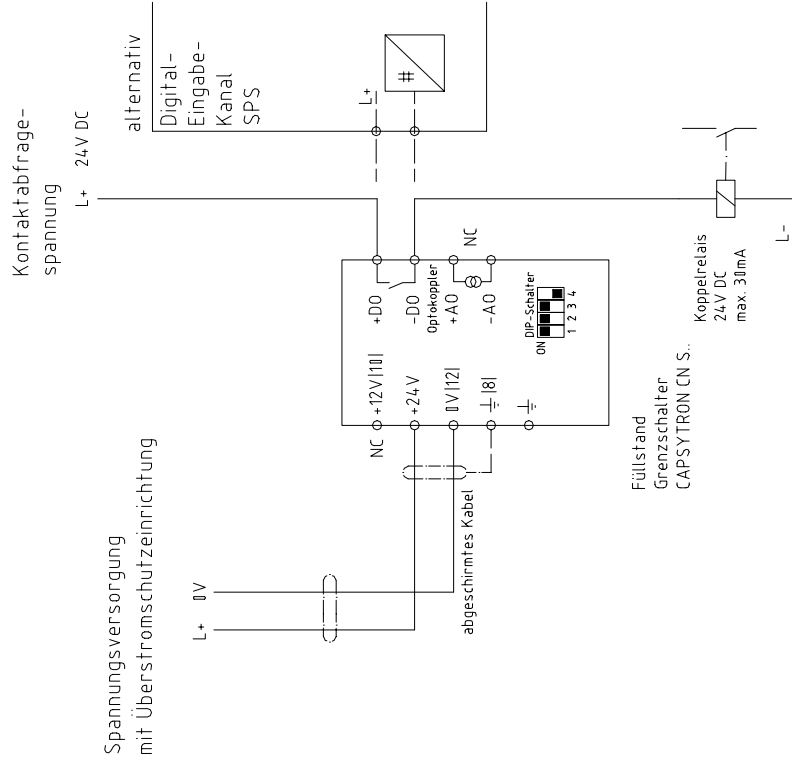 Kontaktabfrage-
spannung
L+ 24V DC
alternativ
Digital-
Eingabe-
Kanal
SPS
L+
#
Spannungsversorgung
mit Überstromschutzeinrichtung
L+ 0V
abgeschirmtes Kabel
NC
+12V|10|
+24V
0V|12|
|8|
+DO
-DO
Optokoppler
+AO
-AO
NC
DIP-Schalter
ON
1 2 3 4
Füllstand
Grenzschalter
CAPSYTRON CN S..
Koppelrelais
24V DC
max. 30mA
L-